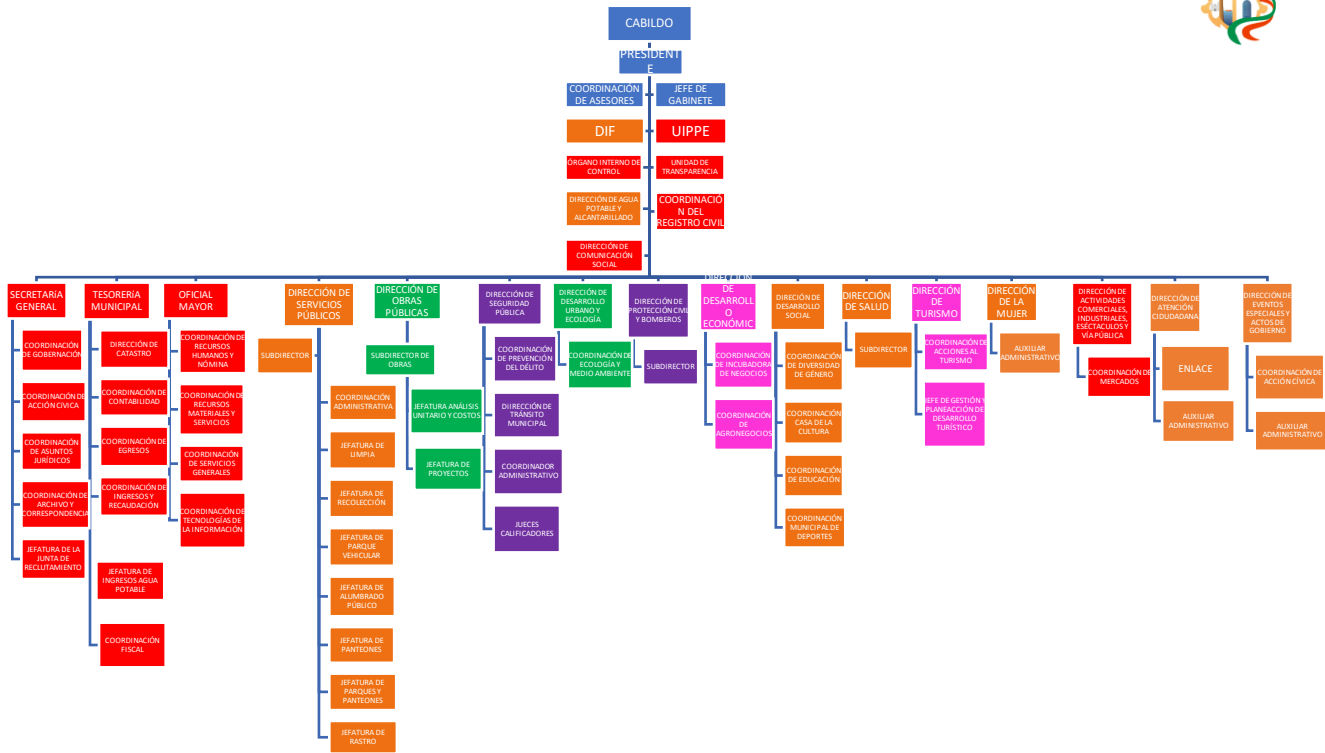 CABILDO
PRESIDENT
E
COORDINACIÓN
DE ASESORES
JEFE DE
GABINETE
DIF
UIPPE
ÓRGANO INTERNO DE
CONTROL
UNIDAD DE
TRANSPARENCIA
DIRECCIÓN DE AGUA
POTABLE Y
ALCANTARILLADO
COORDINACIÓ
N DEL
REGISTRO CIVIL
DIRECCIÓN DE
COMUNICACIÓN
SOCIAL
SECRETARÍA
GENERAL
COORDINACIÓN
DE GOBERNACIÓN
COORDINACIÓN DE
ACCIÓN CÍVICA
COORDINACIÓN
DE ASUNTOS
JURÍDICOS
COORDINACIÓN DE
ARCHIVO Y
CORRESPONDENCIA
JEFATURA DE LA
JUNTA DE
RECLUTAMIENTO
TESORERÍA
MUNICIPAL
DIRECCIÓN DE
CATASTRO
COORDINACIÓN DE
CONTABILIDAD
COORDINACIÓN DE
EGRESOS
COORDINACIÓN DE
INGRESOS Y
RECAUDACIÓN
JEFATURA DE
INGRESOS AGUA
POTABLE
COORDINACIÓN
FISCAL
OFICIAL
MAYOR
COORDINACIÓN DE
RECURSOS
HUMANOS Y
NÓMINA
COORDINACIÓN DE
RECURSOS
MATERIALES Y
SERVICIOS
COORDINACIÓN
DE SERVICIOS
GENERALES
COORDINACIÓN DE
TECNOLOGÍAS DE
LA INFORMACIÓN
DIRECCIÓN DE
SERVICIOS
PÚBLICOS
SUBDIRECTOR
COORDINACIÓN
ADMINISTRATIVA
JEFATURA DE
LIMPIA
JEFATURA DE
RECOLECCIÓN
JEFATURA DE
PARQUE
VEHICULAR
JEFATURA DE
ALUMBRADO
PÚBLICO
JEFATURA DE
PANTEONES
JEFATURA DE
PARQUES Y
PANTEONES
JEFATURA DE
RASTRO
DIRECCIÓN DE
OBRAS
PÚBLICAS
SUBDIRECTOR DE
OBRAS
JEFATURA ANÁLISIS
UNITARIO Y COSTOS
JEFATURA DE
PROYECTOS
DIRECCIÓN DE
SEGURIDAD
PÚBLICA
COORDINACIÓN
DE PREVENCIÓN
DEL DÉLITO
DIIRECCIÓN DE
TRÁNSITO
MUNICIPAL
COORDINADOR
ADMINISTRATIVO
JUECES
CALIFICADORES
DIRECCIÓN DE
DESARROLLO
URBANO Y
ECOLOGÍA
COORDINACIÓN DE
ECOLOGÍA Y
MEDIO AMBIENTE
DIRECCIÓN DE
PROTECCIÓN CIVIL
Y BOMBEROS
SUBDIRECTOR
DIRECCIÓN
DE
DESARROLL
O
ECONÓMIC
COORDINACIÓN
DE INCUBADORA
DE NEGOCIOS
COORDINACIÓN
DE
AGRONEGOCIOS
DIRECIÓN DE
DESARROLLO
SOCIAL
COORDINACIÓN
DE DIVERSIDAD
DE GÉNERO
COORDINACIÓN
CASA DE LA
CULTURA
COORDINACIÓN
DE EDUCACIÓN
COORDINACIÓN
MUNICIPAL DE
DEPORTES
DIRECCIÓN
DE SALUD
SUBDIRECTOR
DIRECCIÓN
DE
TURISMO
COORDINACIÓN
DE ACCIONES AL
TURISMO
JEFE DE GESTIÓN Y
PLANEACCIÓN DE
DESARROLLO
TURÍSTICO
DIRECCIÓN
DE LA
MUJER
AUXILIAR
ADMINISTRATIVO
DIRECCIÓN DE
ACTIVIDADES
COMERCIALES,
INDUSTRIALES,
ESÉCTACULOS Y
VÍA PÚBLICA
COORDINACIÓN DE
MERCADOS
DIRECCIÓN DE
ATENCIÓN
CIDUDADANA
ENLACE
AUXILIAR
ADMINISTRATIVO
DIRECCIÓN DE
EVENTOS
ESPECIALES Y
ACTOS DE
GOBIERNO
COORDINACIÓN DE
ACCIÓN CÍVICA
AUXILIAR
ADMINISTRATIVO